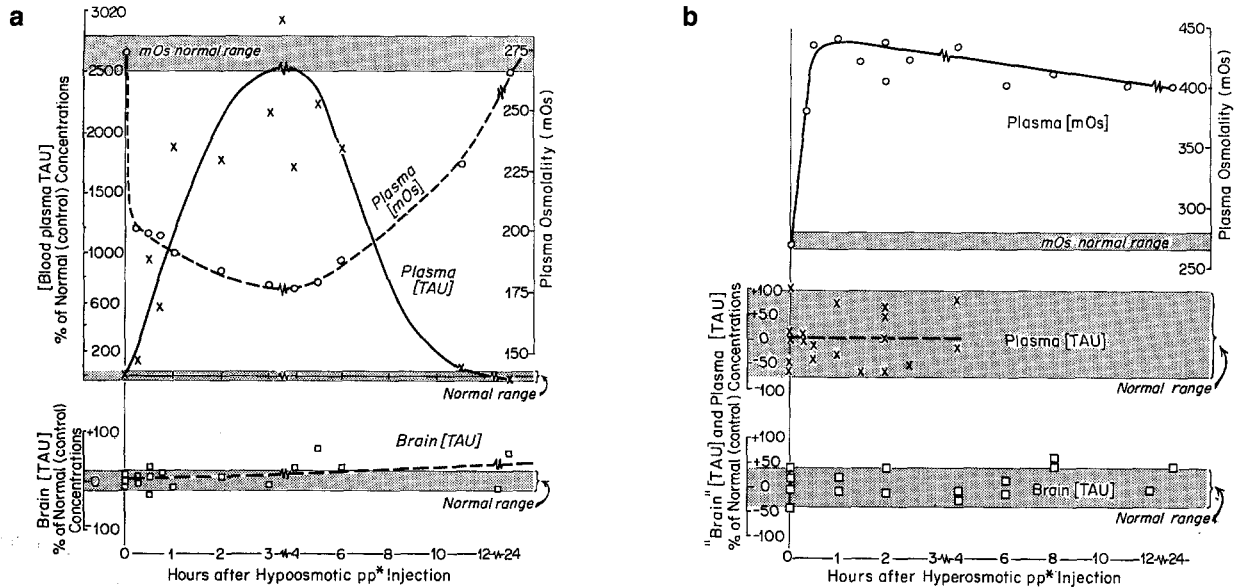 a
3020
2500
2000
1500
1000
600
200
[Blood plasma TAU]
% of Normal (control) Concentrations
mOs normal range
275
250
225
200
175
150
Plasma Osmolality (mOs)
Plasma
[mOs]
Plasma
[TAU]
Normal range
+100
0
+100
Brain [TAU]
% of Normal (control)
Concentrations
Brain [TAU]
Normal range
0 1 2 3 4 6 8 10 12 24
Hours after Hypoosmotic pp* Injection
b
450
400
450
300
250
Plasma Osmolality (mOs)
Plasma [mOs]
mOs normal range
+100
+50
0
-50
-100
Plasma [TAU]
Normal range
+100
+50
0
-50
-100
"Brain" [TAU] and Plasma [TAU]
% of Normal (control) Concentrations
Brain [TAU]
Normal range
0 1 2 3 4 6 8 10 12 24
Hours after Hyperosmotic pp* Injection